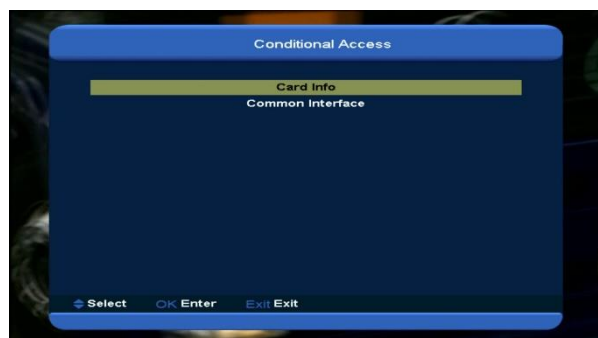 Conditional Access
Card Info
Common Interface
Select OK Enter Exit Exit